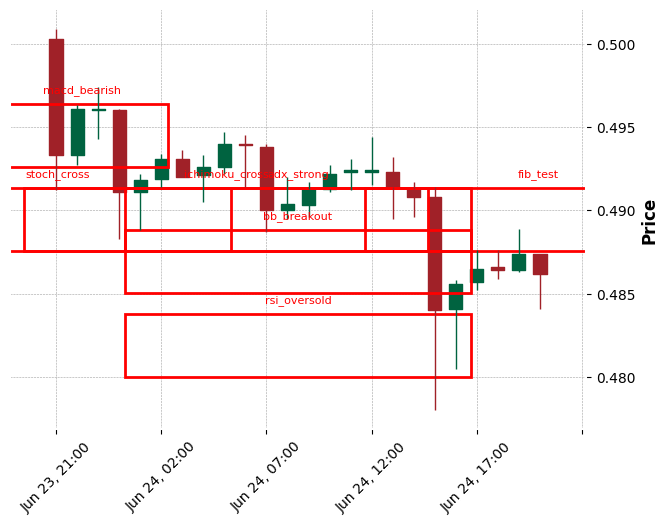 macd_bearish
stoch_cross
adx_strong
fib_test
bb_breakout
rsi_oversold
0.500
0.495
0.490
0.485
0.480
Price
Jun 23, 21:00
Jun 24, 02:00
Jun 24, 07:00
Jun 24, 12:00
Jun 24, 17:00